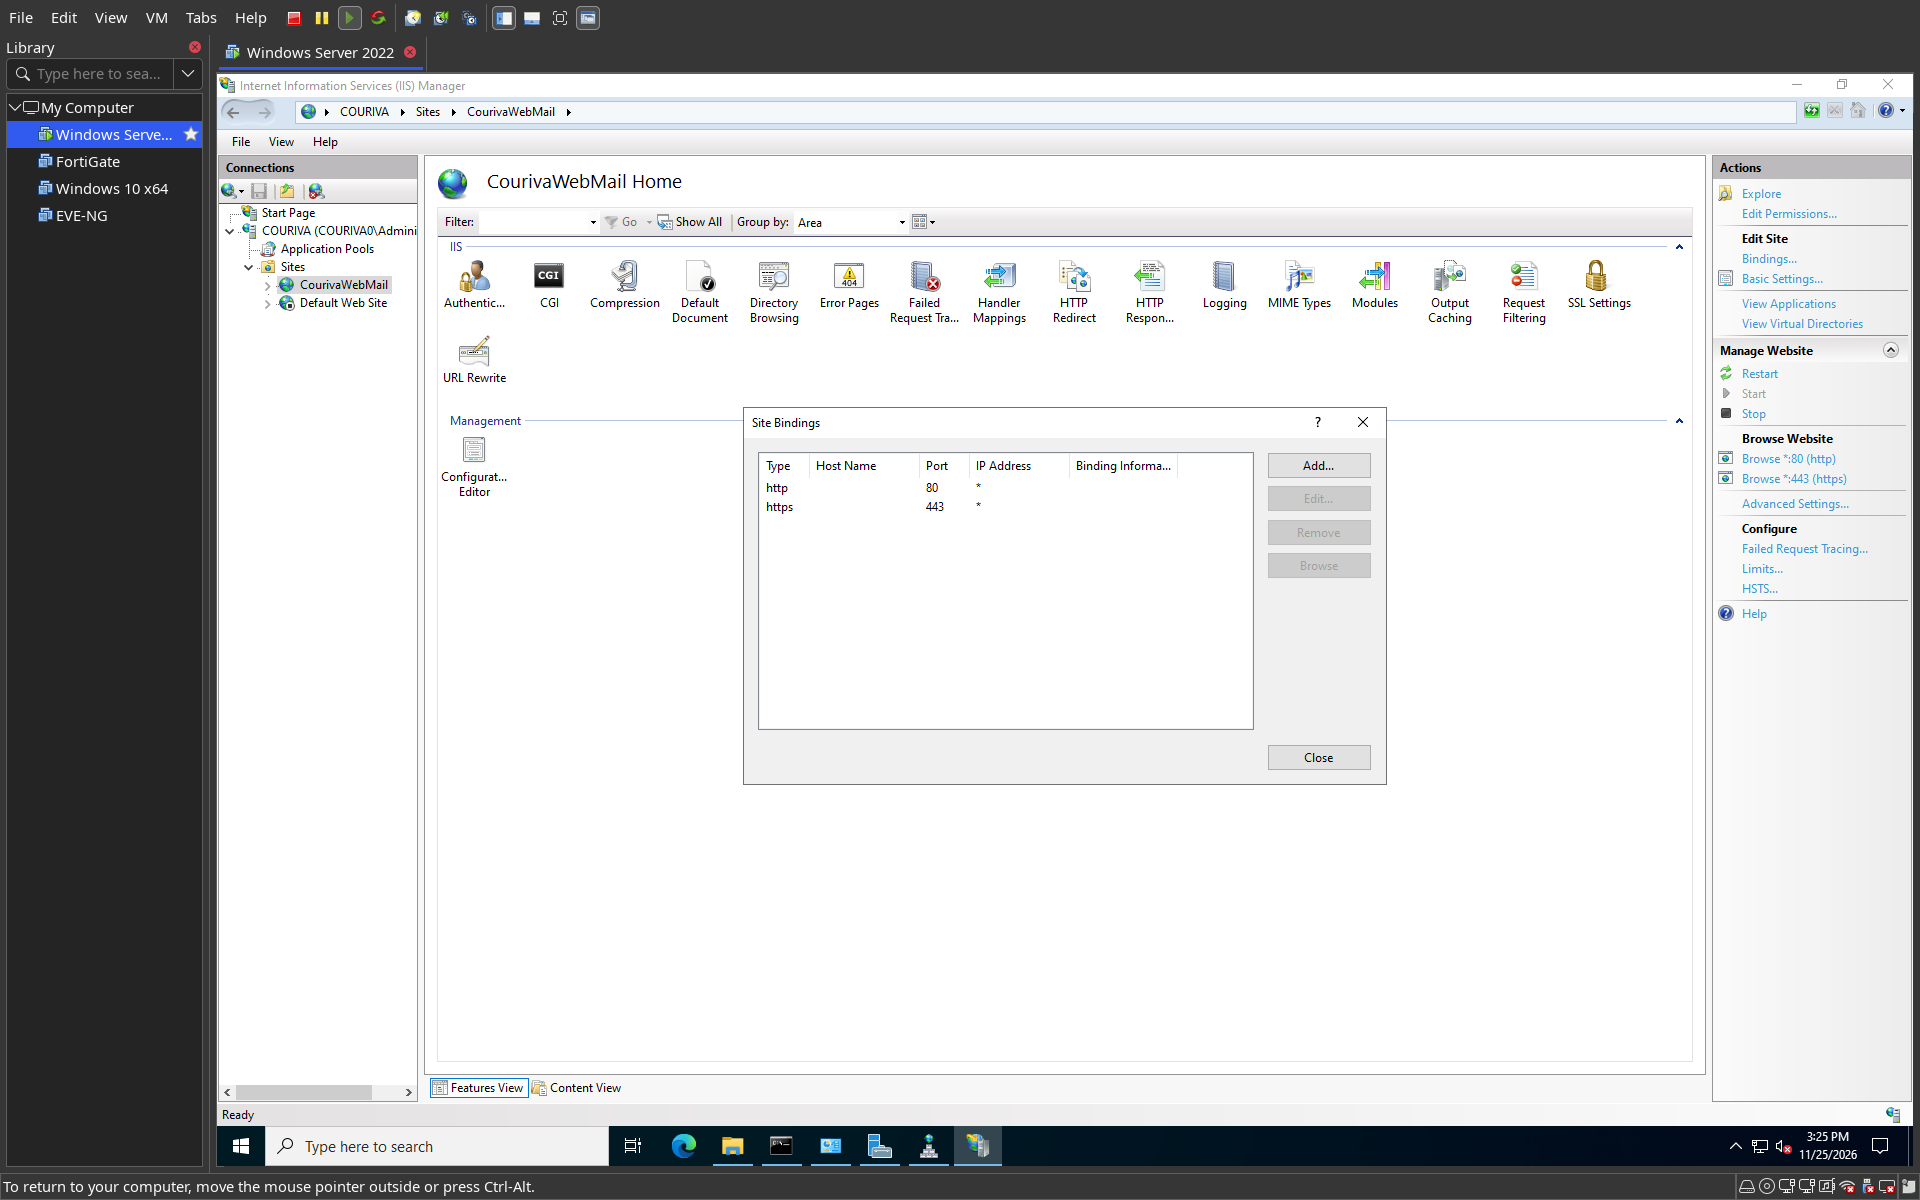 File Edit View VM Tabs Help
Library
Windows Server 2022
Type here to sea...
My Computer
Windows Serve...
FortiGate
Windows 10 x64
EVE-NG
Internet Information Services (IIS) Manager
COURIVA Sites CourivaWebMail
File View Help
Connections
Start Page
COURIVA (COURIVA0\Admini
Application Pools
Sites
CourivaWebMail
Default Web Site
CourivaWebMail Home
Filter: Go Show All Group by: Area
IIS
Authentic... CGI Compression Default Document Directory Browsing Error Pages Failed Request Tra... Handler Mappings HTTP Redirect HTTP Respon... Logging MIME Types Modules Output Caching Request Filtering SSL Settings
URL Rewrite
Management
Configurat... Editor
Site Bindings
Type Host Name Port IP Address Binding Informa...
http 80 *
https 443 *
Add...
Edit...
Remove
Browse
Close
Actions
Explore
Edit Permissions...
Edit Site
Bindings...
Basic Settings...
View Applications
View Virtual Directories
Manage Website
Restart
Start
Stop
Browse Website
Browse *:80 (http)
Browse *:443 (https)
Advanced Settings...
Configure
Failed Request Tracing...
Limits...
HSTS...
Help
Features View Content View
Ready
Type here to search
3:25 PM
11/25/2026
To return to your computer, move the mouse pointer outside or press Ctrl-Alt.